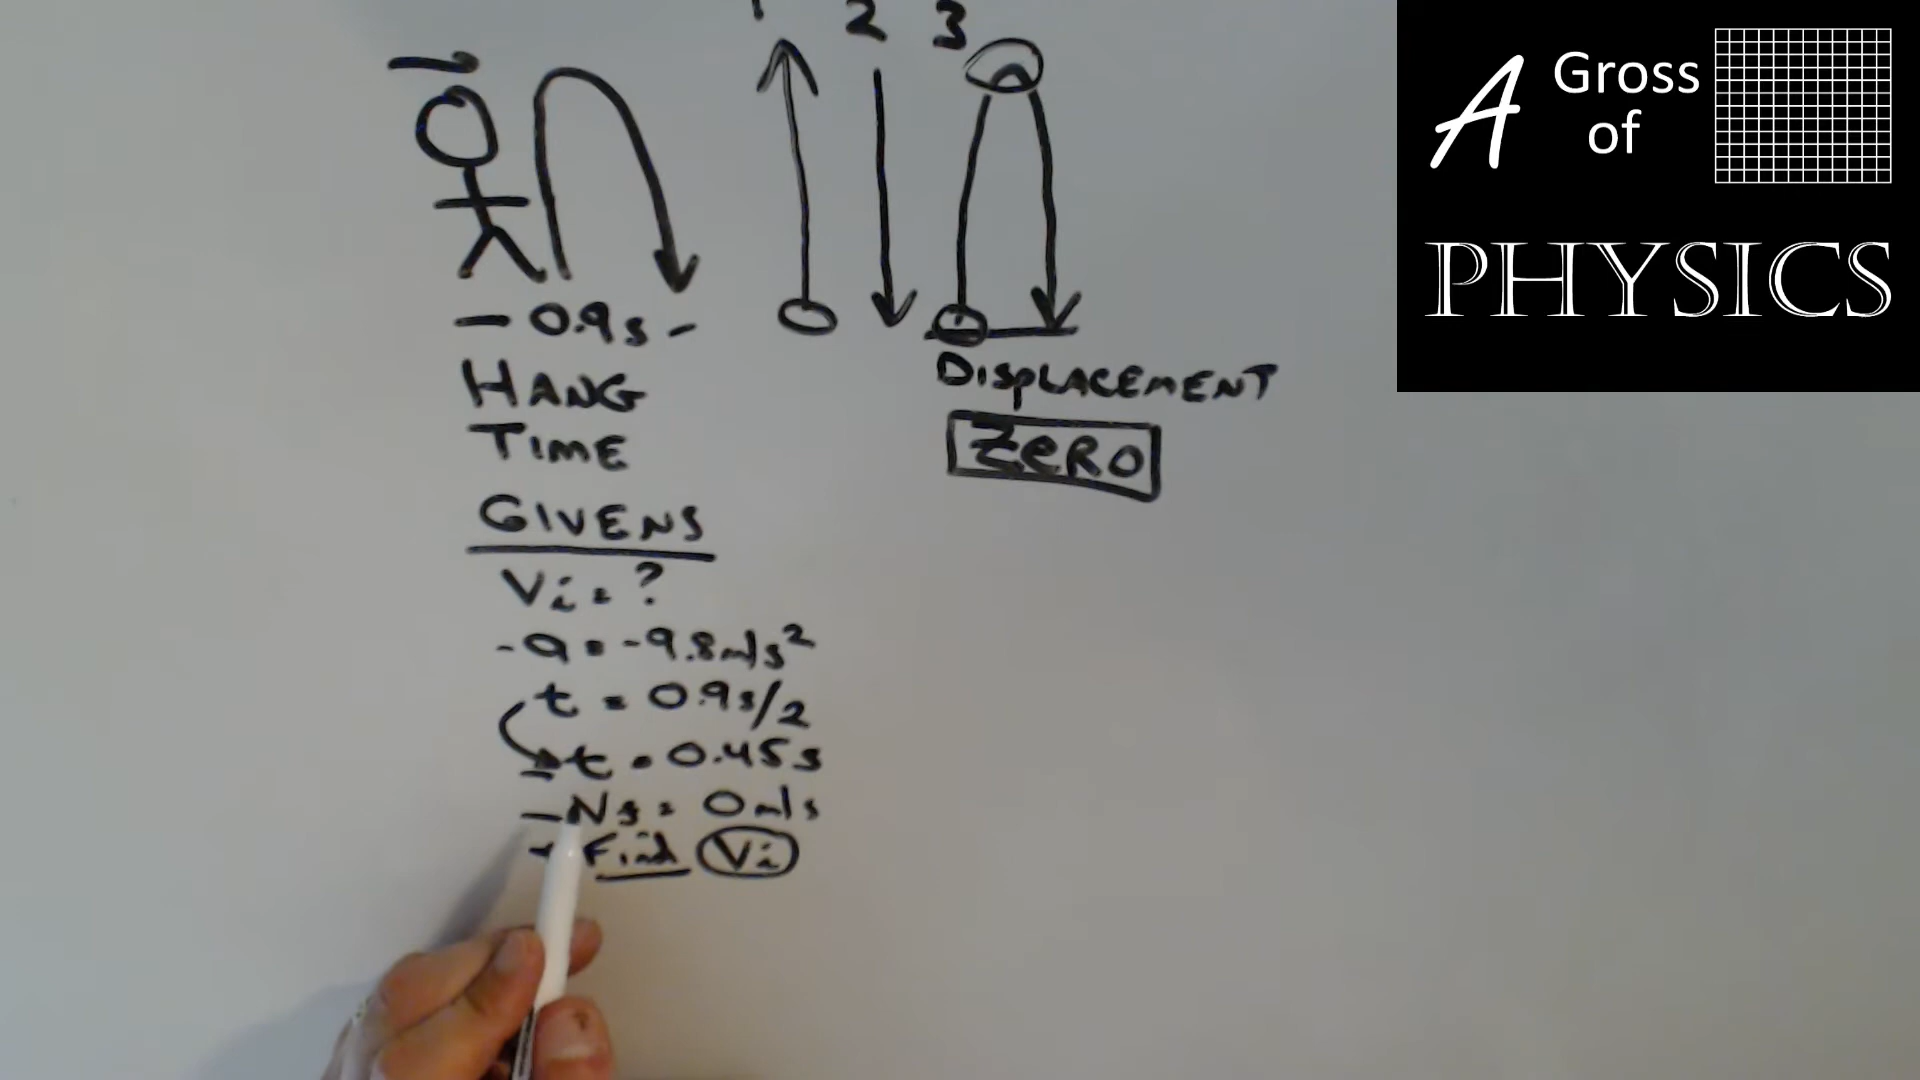 1 2 3
- 0.9s -
HANG
TIME
DISPLACEMENT
ZERO
GIVENS
Vi = ?
- a = -9.8m/s²
t = 0.9s/2
t = 0.45s
- Vf = 0m/s
Find Vi
A Gross
of
PHYSICS